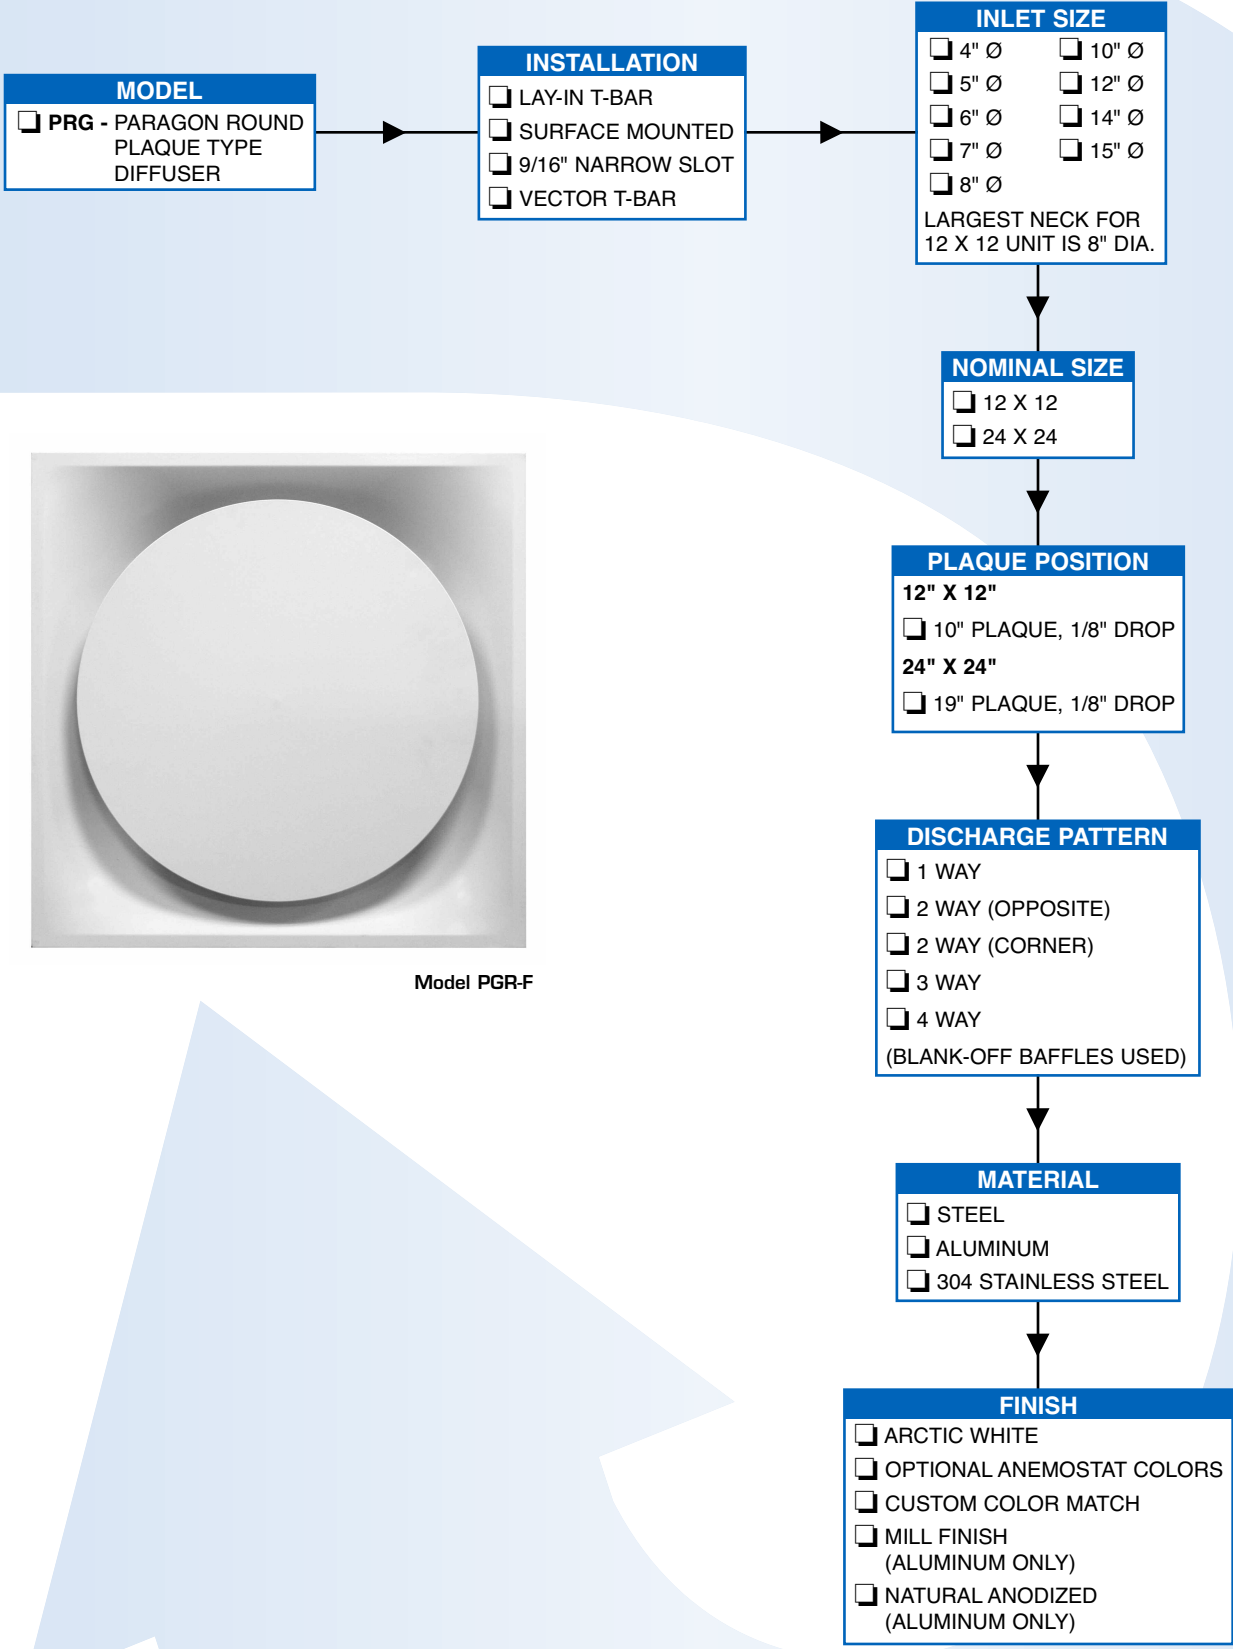 MODEL
❏ PRG - PARAGON ROUND
PLAQUE TYPE
DIFFUSER
INSTALLATION
❏ LAY-IN T-BAR
❏ SURFACE MOUNTED
❏ 9/16" NARROW SLOT
❏ VECTOR T-BAR
INLET SIZE
❏ 4" Ø ❏ 10" Ø
❏ 5" Ø ❏ 12" Ø
❏ 6" Ø ❏ 14" Ø
❏ 7" Ø ❏ 15" Ø
❏ 8" Ø
LARGEST NECK FOR
12 X 12 UNIT IS 8" DIA.
NOMINAL SIZE
❏ 12 X 12
❏ 24 X 24
PLAQUE POSITION
12" X 12"
❏ 10" PLAQUE, 1/8" DROP
24" X 24"
❏ 19" PLAQUE, 1/8" DROP
DISCHARGE PATTERN
❏ 1 WAY
❏ 2 WAY (OPPOSITE)
❏ 2 WAY (CORNER)
❏ 3 WAY
❏ 4 WAY
(BLANK-OFF BAFFLES USED)
MATERIAL
❏ STEEL
❏ ALUMINUM
❏ 304 STAINLESS STEEL
FINISH
❏ ARCTIC WHITE
❏ OPTIONAL ANEMOSTAT COLORS
❏ CUSTOM COLOR MATCH
❏ MILL FINISH
(ALUMINUM ONLY)
❏ NATURAL ANODIZED
(ALUMINUM ONLY)
Model PGR-F